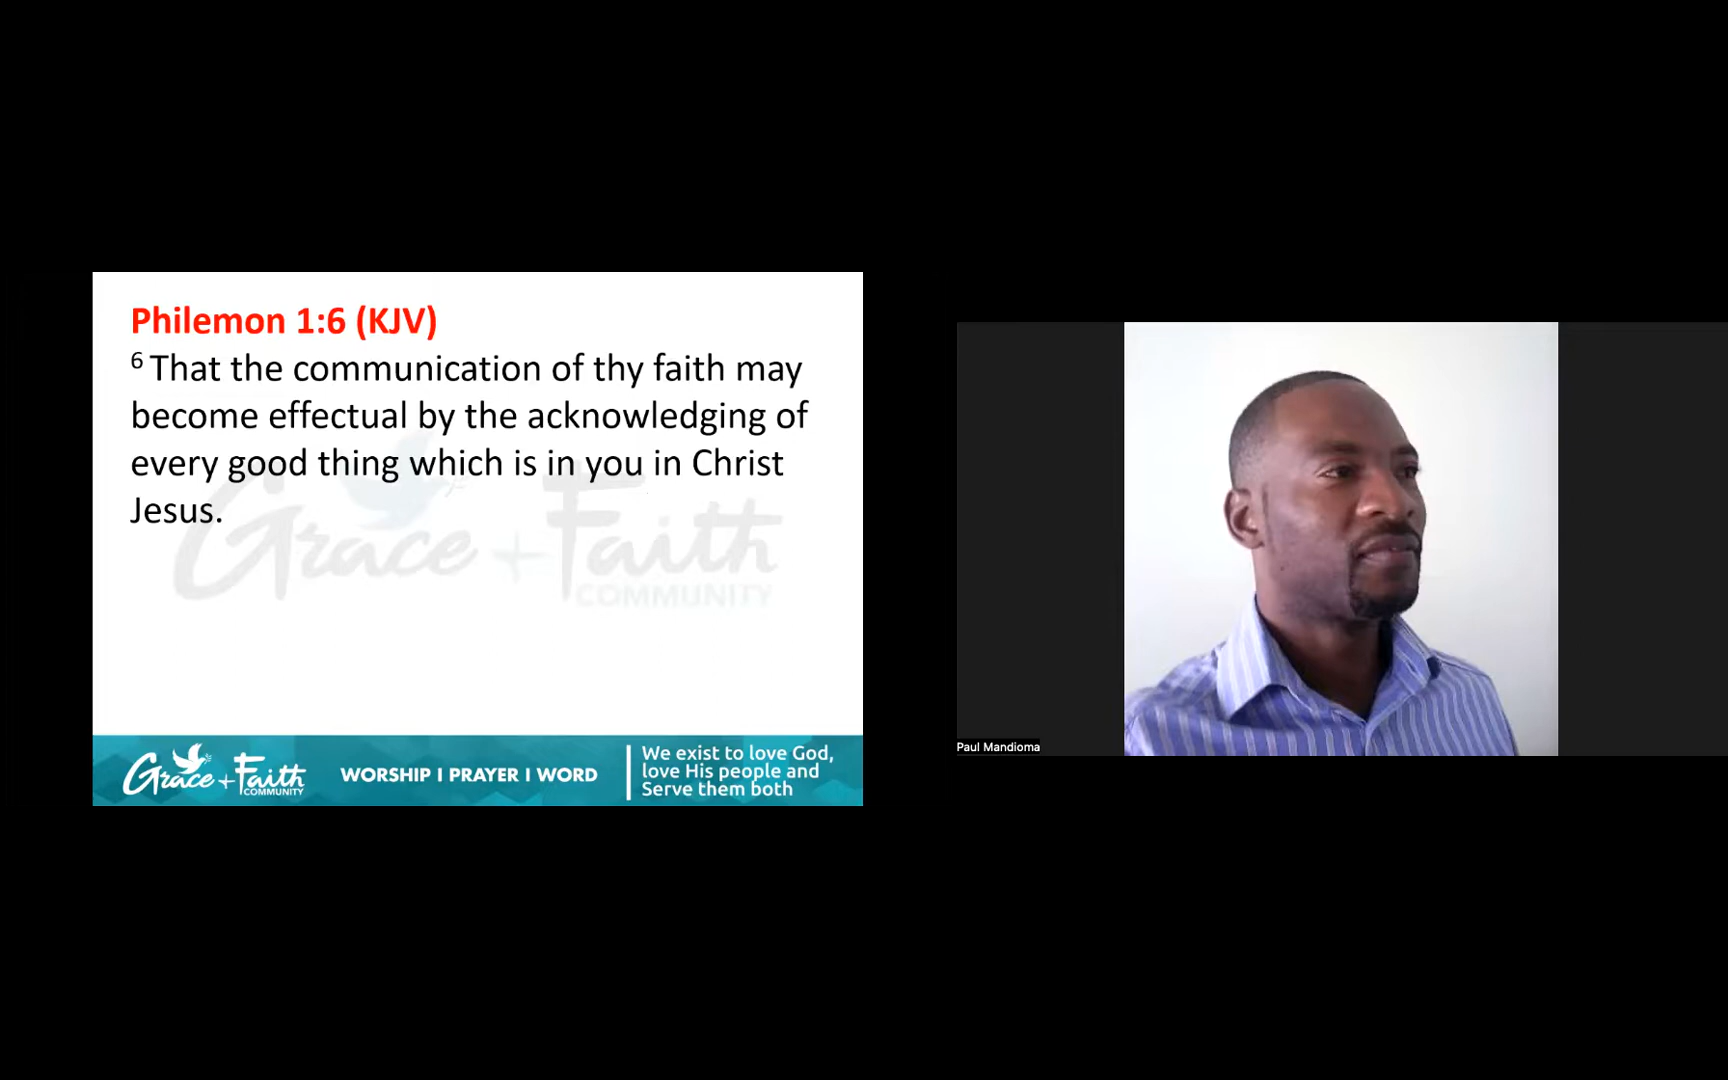 Philemon 1:6 (KJV)
6 That the communication of thy faith may
become effectual by the acknowledging of
every good thing which is in you in Christ
Jesus.
Grace + Faith
COMMUNITY
Grace + Faith
COMMUNITY
WORSHIP I PRAYER I WORD
We exist to love God,
love His people and
Serve them both
Paul Mandioma